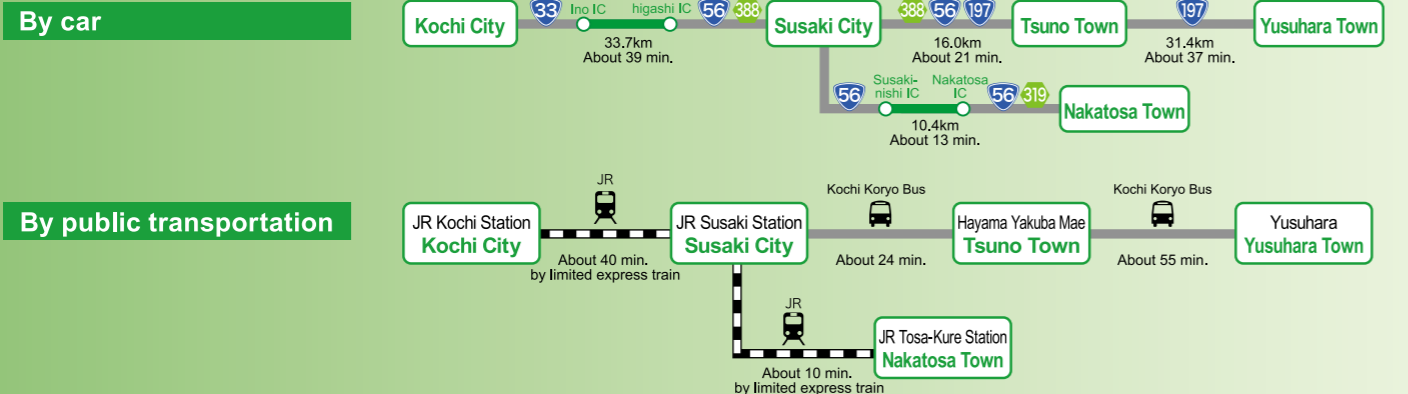 By car
Kochi City
33
Ino IC
higashi IC
56
388
33.7km
About 39 min.
Susaki City
388
56
197
16.0km
About 21 min.
Tsuno Town
197
31.4km
About 37 min.
Yusuhara Town
56
Susaki-
nishi IC
Nakatosa
IC
56
319
10.4km
About 13 min.
Nakatosa Town
By public transportation
JR Kochi Station
Kochi City
JR
About 40 min.
by limited express train
JR Susaki Station
Susaki City
Kochi Koryo Bus
About 24 min.
Hayama Yakuba Mae
Tsuno Town
Kochi Koryo Bus
About 55 min.
Yusuhara
Yusuhara Town
JR
About 10 min.
by limited express train
JR Tosa-Kure Station
Nakatosa Town